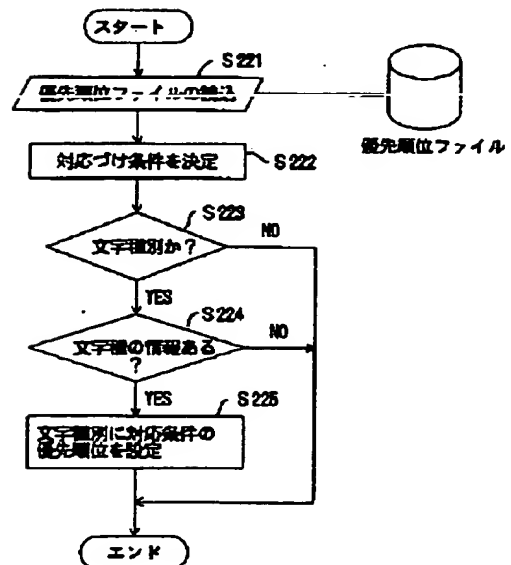 スタート
S221
優先順位ファイルの読込
優先順位ファイル
対応づけ条件を決定
S222
S223
文字種別か?
NO
YES
S224
文字種の情報ある
?
NO
YES
S225
文字種別に対応条件の
優先順位を設定
エンド